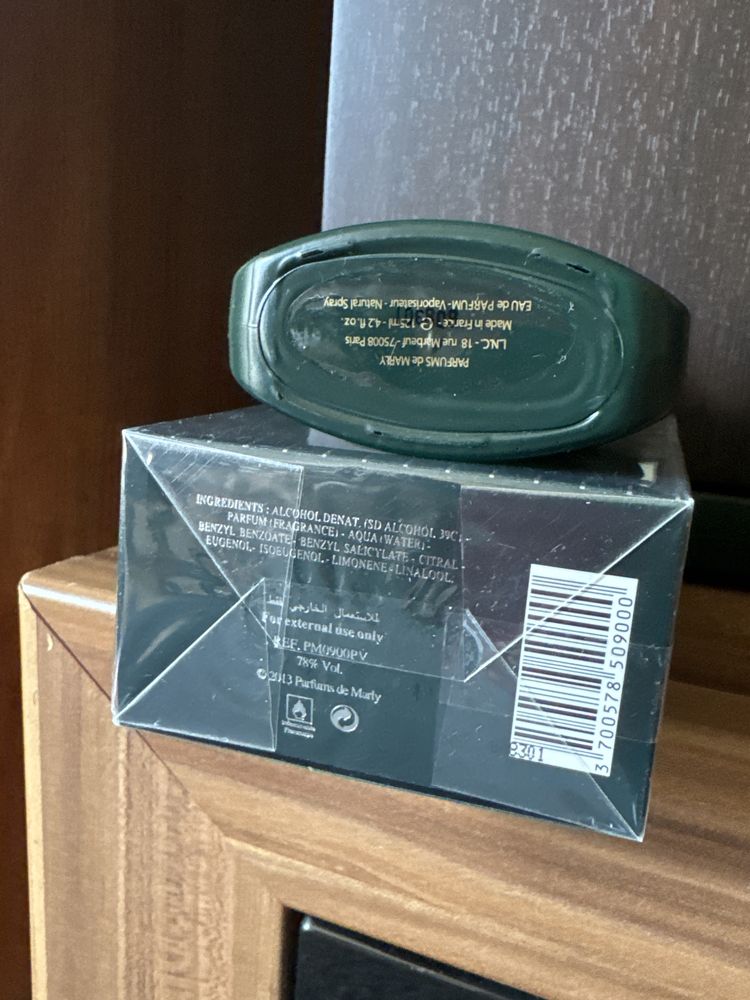 PARFUMS de MARLY
LNC - 18 rue Marbeuf - 75008 Paris
Made in France - e 125 ml - 4.2 fl. oz.
EAU de PARFUM - Vaporisateur - Natural Spray
INGREDIENTS : ALCOHOL DENAT. (SD ALCOHOL 39C) -
PARFUM (FRAGRANCE) - AQUA (WATER) -
BENZYL BENZOATE - BENZYL SALICYLATE - CITRAL -
EUGENOL - ISOEUGENOL - LIMONENE - LINALOOL.
للاستعمال الخارجي فقط
For external use only
REF. PM0900PV
78% Vol.
© 2013 Parfums de Marly
3 700578 509000